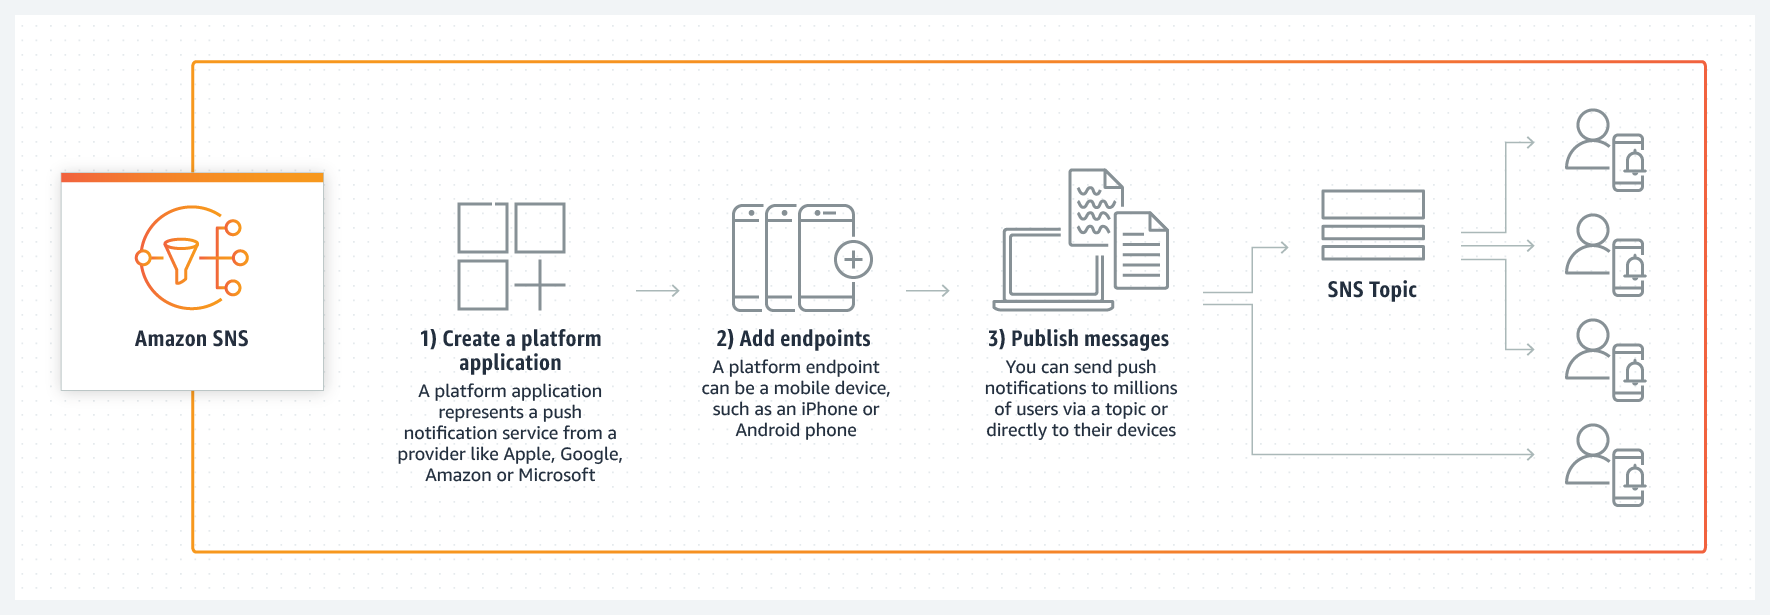 Amazon SNS
1) Create a platform
application
A platform application
represents a push
notification service from a
provider like Apple, Google,
Amazon or Microsoft
2) Add endpoints
A platform endpoint
can be a mobile device,
such as an iPhone or
Android phone
3) Publish messages
You can send push
notifications to millions
of users via a topic or
directly to their devices
SNS Topic